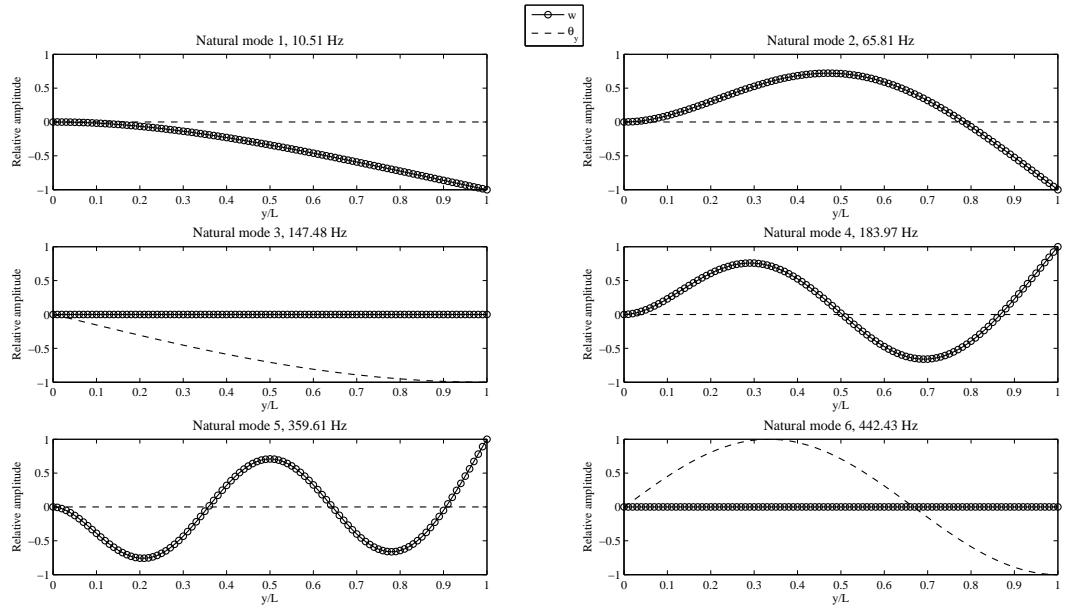 w
θy
Natural mode 1, 10.51 Hz
Relative amplitude
1
0.5
0
−0.5
−1
0 0.1 0.2 0.3 0.4 0.5 0.6 0.7 0.8 0.9 1
y/L
Natural mode 2, 65.81 Hz
Relative amplitude
1
0.5
0
−0.5
−1
0 0.1 0.2 0.3 0.4 0.5 0.6 0.7 0.8 0.9 1
y/L
Natural mode 3, 147.48 Hz
Relative amplitude
1
0.5
0
−0.5
−1
0 0.1 0.2 0.3 0.4 0.5 0.6 0.7 0.8 0.9 1
y/L
Natural mode 4, 183.97 Hz
Relative amplitude
1
0.5
0
−0.5
−1
0 0.1 0.2 0.3 0.4 0.5 0.6 0.7 0.8 0.9 1
y/L
Natural mode 5, 359.61 Hz
Relative amplitude
1
0.5
0
−0.5
−1
0 0.1 0.2 0.3 0.4 0.5 0.6 0.7 0.8 0.9 1
y/L
Natural mode 6, 442.43 Hz
Relative amplitude
1
0.5
0
−0.5
−1
0 0.1 0.2 0.3 0.4 0.5 0.6 0.7 0.8 0.9 1
y/L